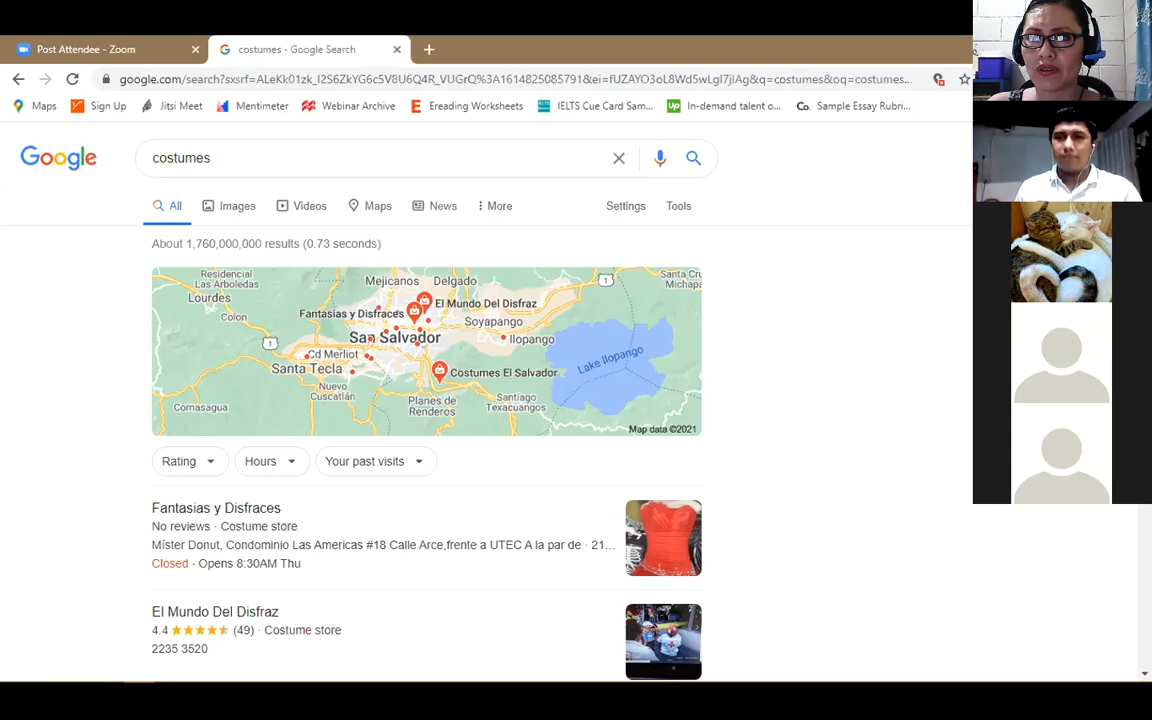 Post Attendee - Zoom
costumes - Google Search
google.com/search?sxsrf=ALeKk01zk_I2S6ZkYG6c5V8U6Q4R_VUGrQ%3A1614825085791&ei=fUZAYO3oL8Wd5wLgI7jIAg&q=costumes&oq=costumes...
Maps
Sign Up
Jitsi Meet
Mentimeter
Webinar Archive
Ereading Worksheets
IELTS Cue Card Sam...
In-demand talent o...
Co. Sample Essay Rubri...
Google
costumes
All
Images
Videos
Maps
News
More
Settings
Tools
About 1,760,000,000 results (0.73 seconds)
Residencial
Las Arboledas
Lourdes
Colon
Mejicanos
Delgado
El Mundo Del Disfraz
Fantasias y Disfraces
Soyapango
San Salvador
Ilopango
Cd Merliot
Santa Tecla
Nuevo
Cuscatlán
Costumes El Salvador
Comasagua
Planes de
Renderos
Santiago
Texacuangos
Lake Ilopango
Santa Cru
Michapa
1
1
Map data ©2021
Rating
Hours
Your past visits
Fantasias y Disfraces
No reviews · Costume store
Míster Donut, Condominio Las Americas #18 Calle Arce,frente a UTEC A la par de · 21...
Closed · Opens 8:30AM Thu
El Mundo Del Disfraz
4.4 (49) · Costume store
2235 3520